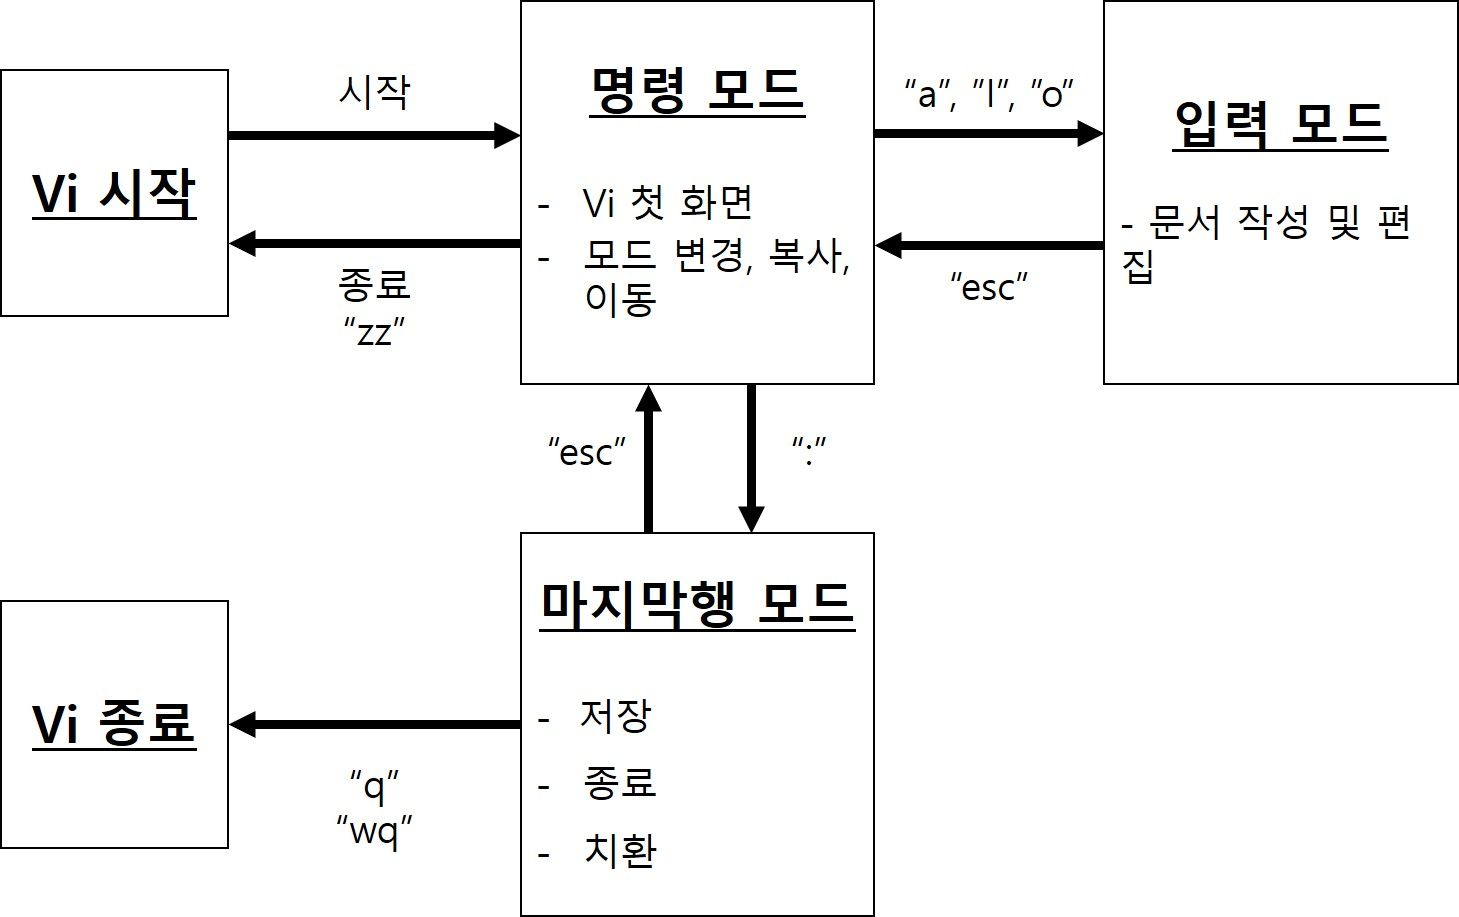 Vi 시작
시작
종료
“zz”
명령 모드
- Vi 첫 화면
- 모드 변경, 복사,
이동
“a”, ”I”, ”o”
“esc”
입력 모드
- 문서 작성 및 편
집
“esc”
“:”
마지막행 모드
- 저장
- 종료
- 치환
“q”
“wq”
Vi 종료